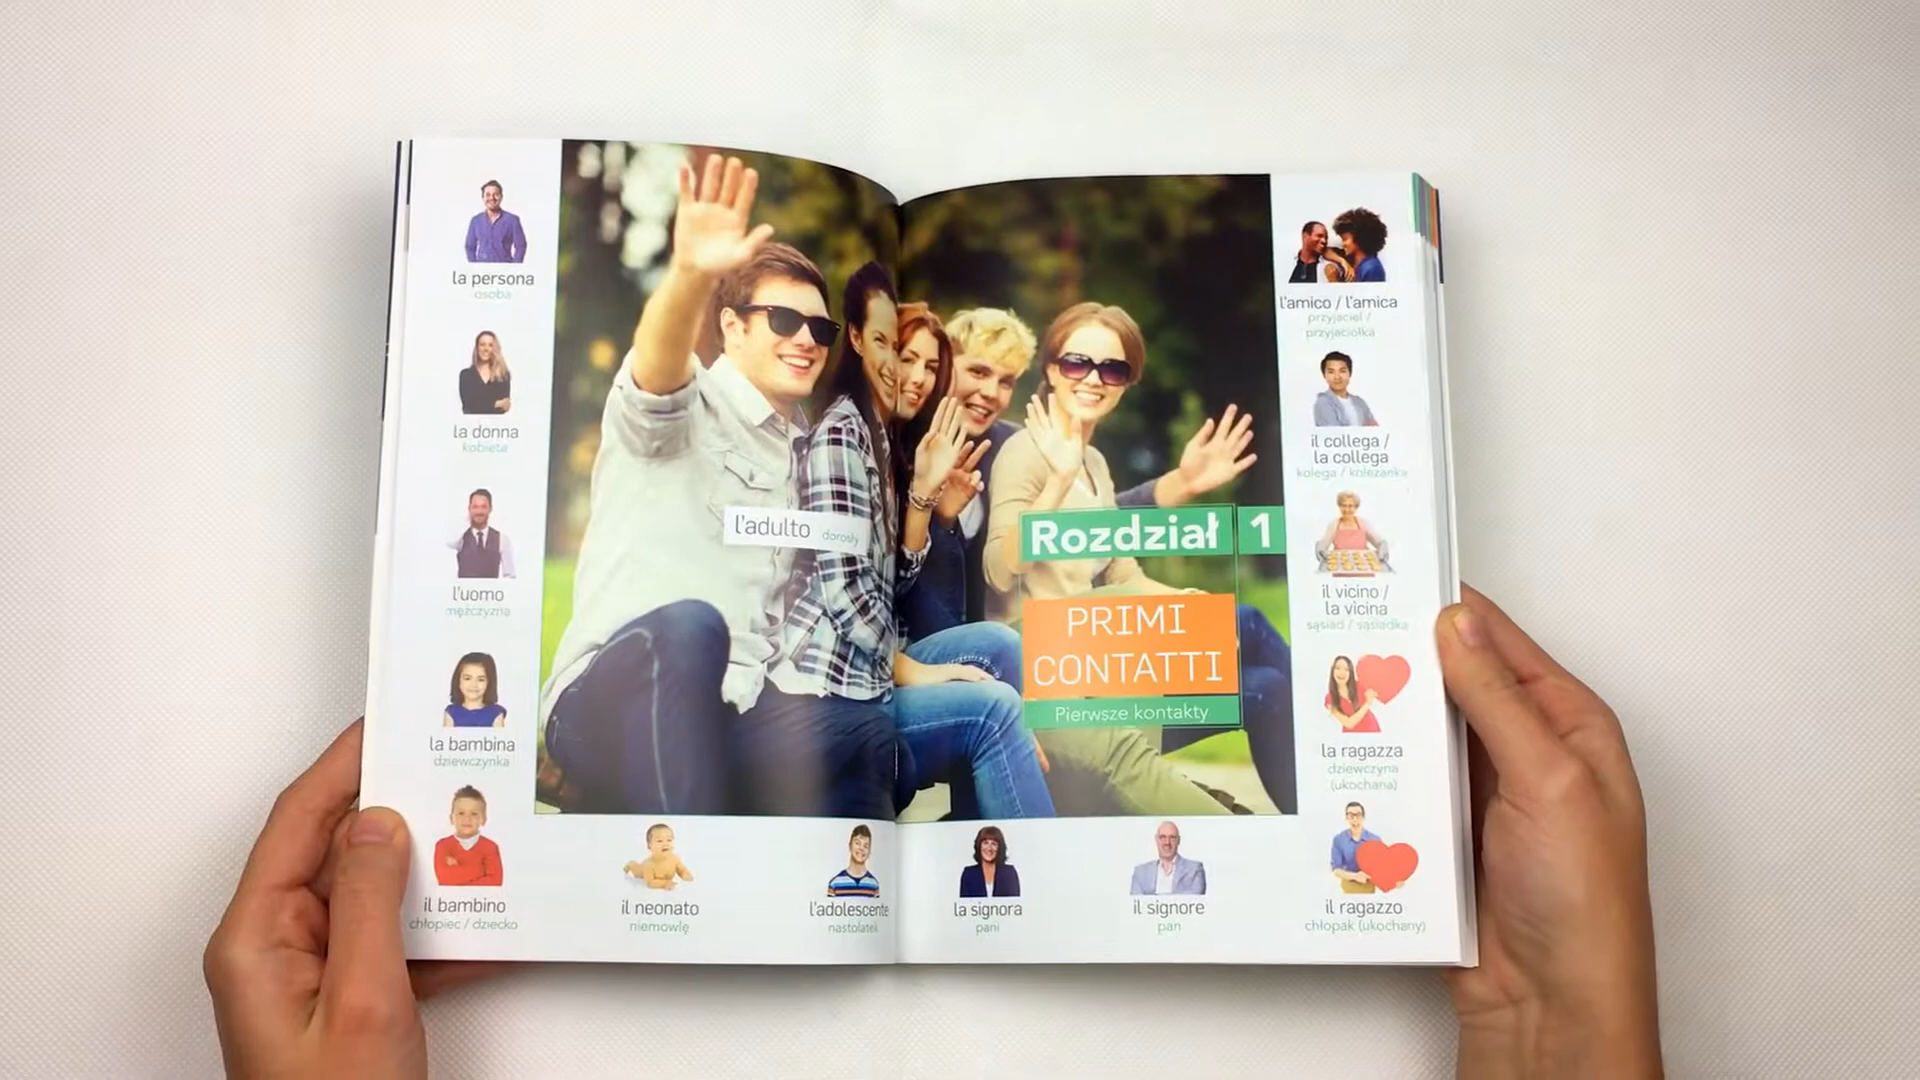 la persona
osoba
la donna
kobieta
l'uomo
mężczyzna
la bambina
dziewczynka
il bambino
chłopiec / dziecko
l'adulto dorosły
Rozdział 1
PRIMI
CONTATTI
Pierwsze kontakty
il neonato
niemowlę
l'adolescente
nastolatek
la signora
pani
il signore
pan
l'amico / l'amica
przyjaciel /
przyjaciółka
il collega /
la collega
kolega / koleżanka
il vicino /
la vicina
sąsiad / sąsiadka
la ragazza
dziewczyna
(ukochana)
il ragazzo
chłopak (ukochany)